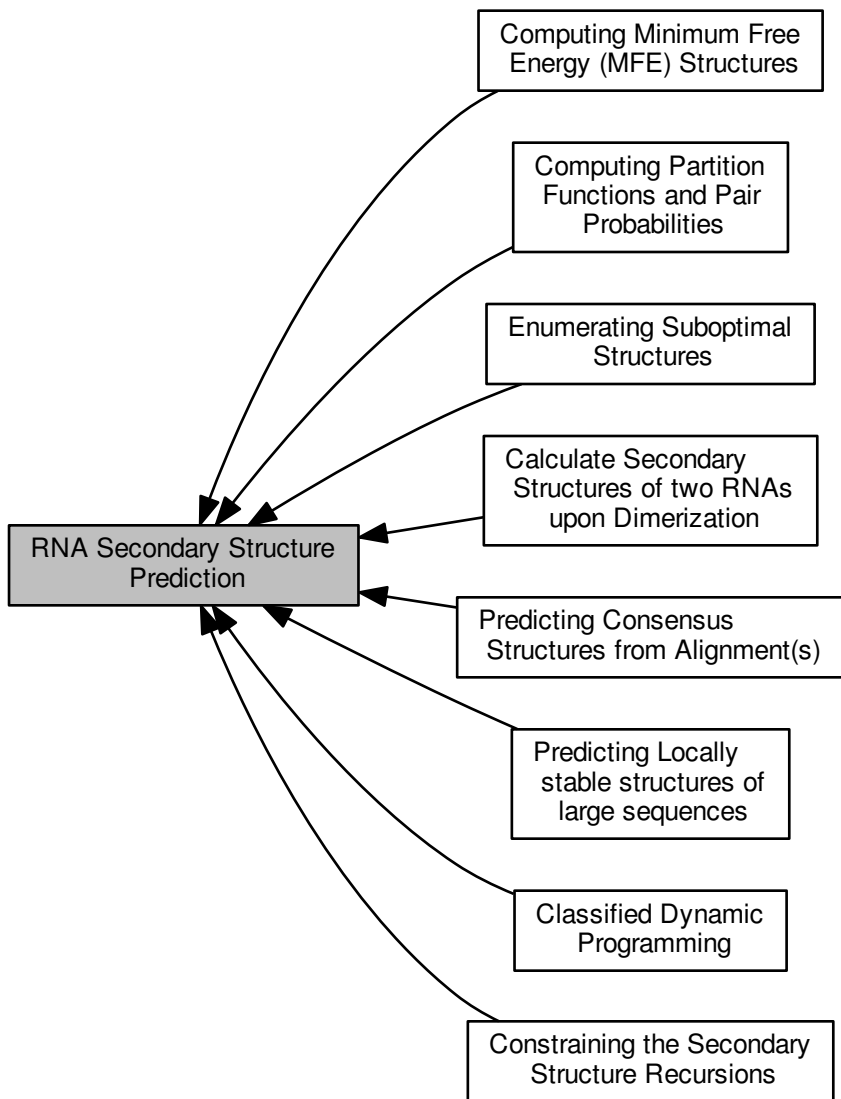 Computing Minimum Free
Energy (MFE) Structures
Computing Partition
Functions and Pair
Probabilities
Enumerating Suboptimal
Structures
Calculate Secondary
Structures of two RNAs
upon Dimerization
RNA Secondary Structure
Prediction
Predicting Consensus
Structures from Alignment(s)
Predicting Locally
stable structures of
large sequences
Classified Dynamic
Programming
Constraining the Secondary
Structure Recursions